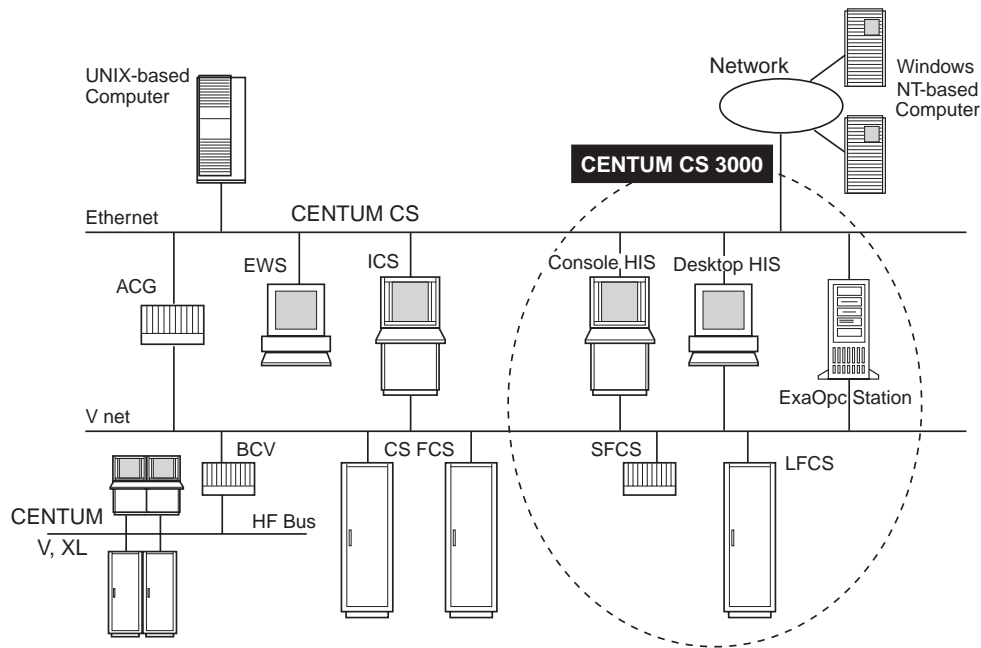 UNIX-based
Computer
Network
Windows
NT-based
Computer
CENTUM CS 3000
Ethernet
CENTUM CS
ACG
EWS
ICS
Console HIS
Desktop HIS
ExaOpc Station
V net
BCV
CS FCS
SFCS
LFCS
CENTUM
V, XL
HF Bus